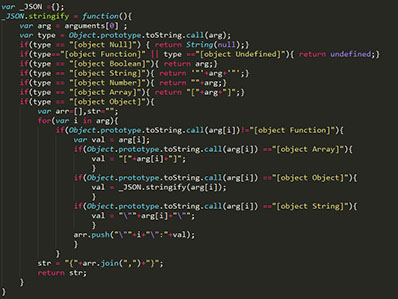 var _JSON ={};
_JSON.stringify = function(){
var arg = arguments[0] ;
var type = Object.prototype.toString.call(arg);
if(type == "[object Null]") { return String(null);}
if(type=="[object Function]" || type =="[object Undefined]"){ return undefined;}
if(type == "[object Boolean]"){ return arg;}
if(type == "[object String]"){ return '"'+arg+'"';}
if(type == "[object Number]"){ return ""+arg;}
if(type == "[object Array]"){ return "["+arg+"]";}
if(type == "[object Object]"){
var arr=[],str="";
for(var i in arg){
if(Object.prototype.toString.call(arg[i])!="[object Function]"){
var val = arg[i];
if(Object.prototype.toString.call(arg[i]) =="[object Array]"){
val = "["+arg[i]+"]";
}
if(Object.prototype.toString.call(arg[i]) =="[object Object]"){
val = _JSON.stringify(arg[i]);
}
if(Object.prototype.toString.call(arg[i]) =="[object String]"){
val = "\""+arg[i]+"\"";
}
arr.push("\""+i+"\":"+val);
}
}
str = "{"+arr.join(",")+"}";
return str;
}
}